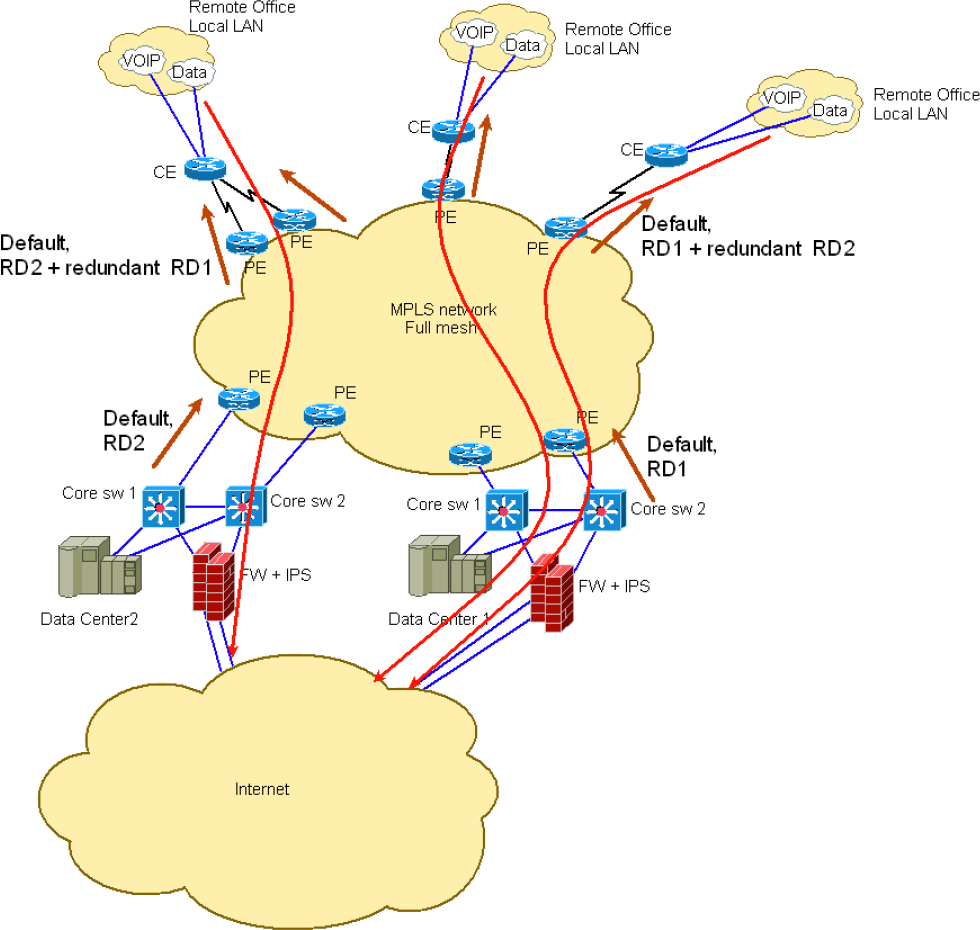 Remote Office
Local LAN
VOIP
Data
CE
PE
PE
Default,
RD2 + redundant RD1
Remote Office
Local LAN
VOIP
Data
CE
PE
Remote Office
Local LAN
VOIP
Data
CE
PE
Default,
RD1 + redundant RD2
MPLS network
Full mesh
PE
PE
Default,
RD2
Core sw 1
Core sw 2
FW + IPS
Data Center2
PE
PE
Default,
RD1
Core sw 1
Core sw 2
FW + IPS
Data Center 1
Internet